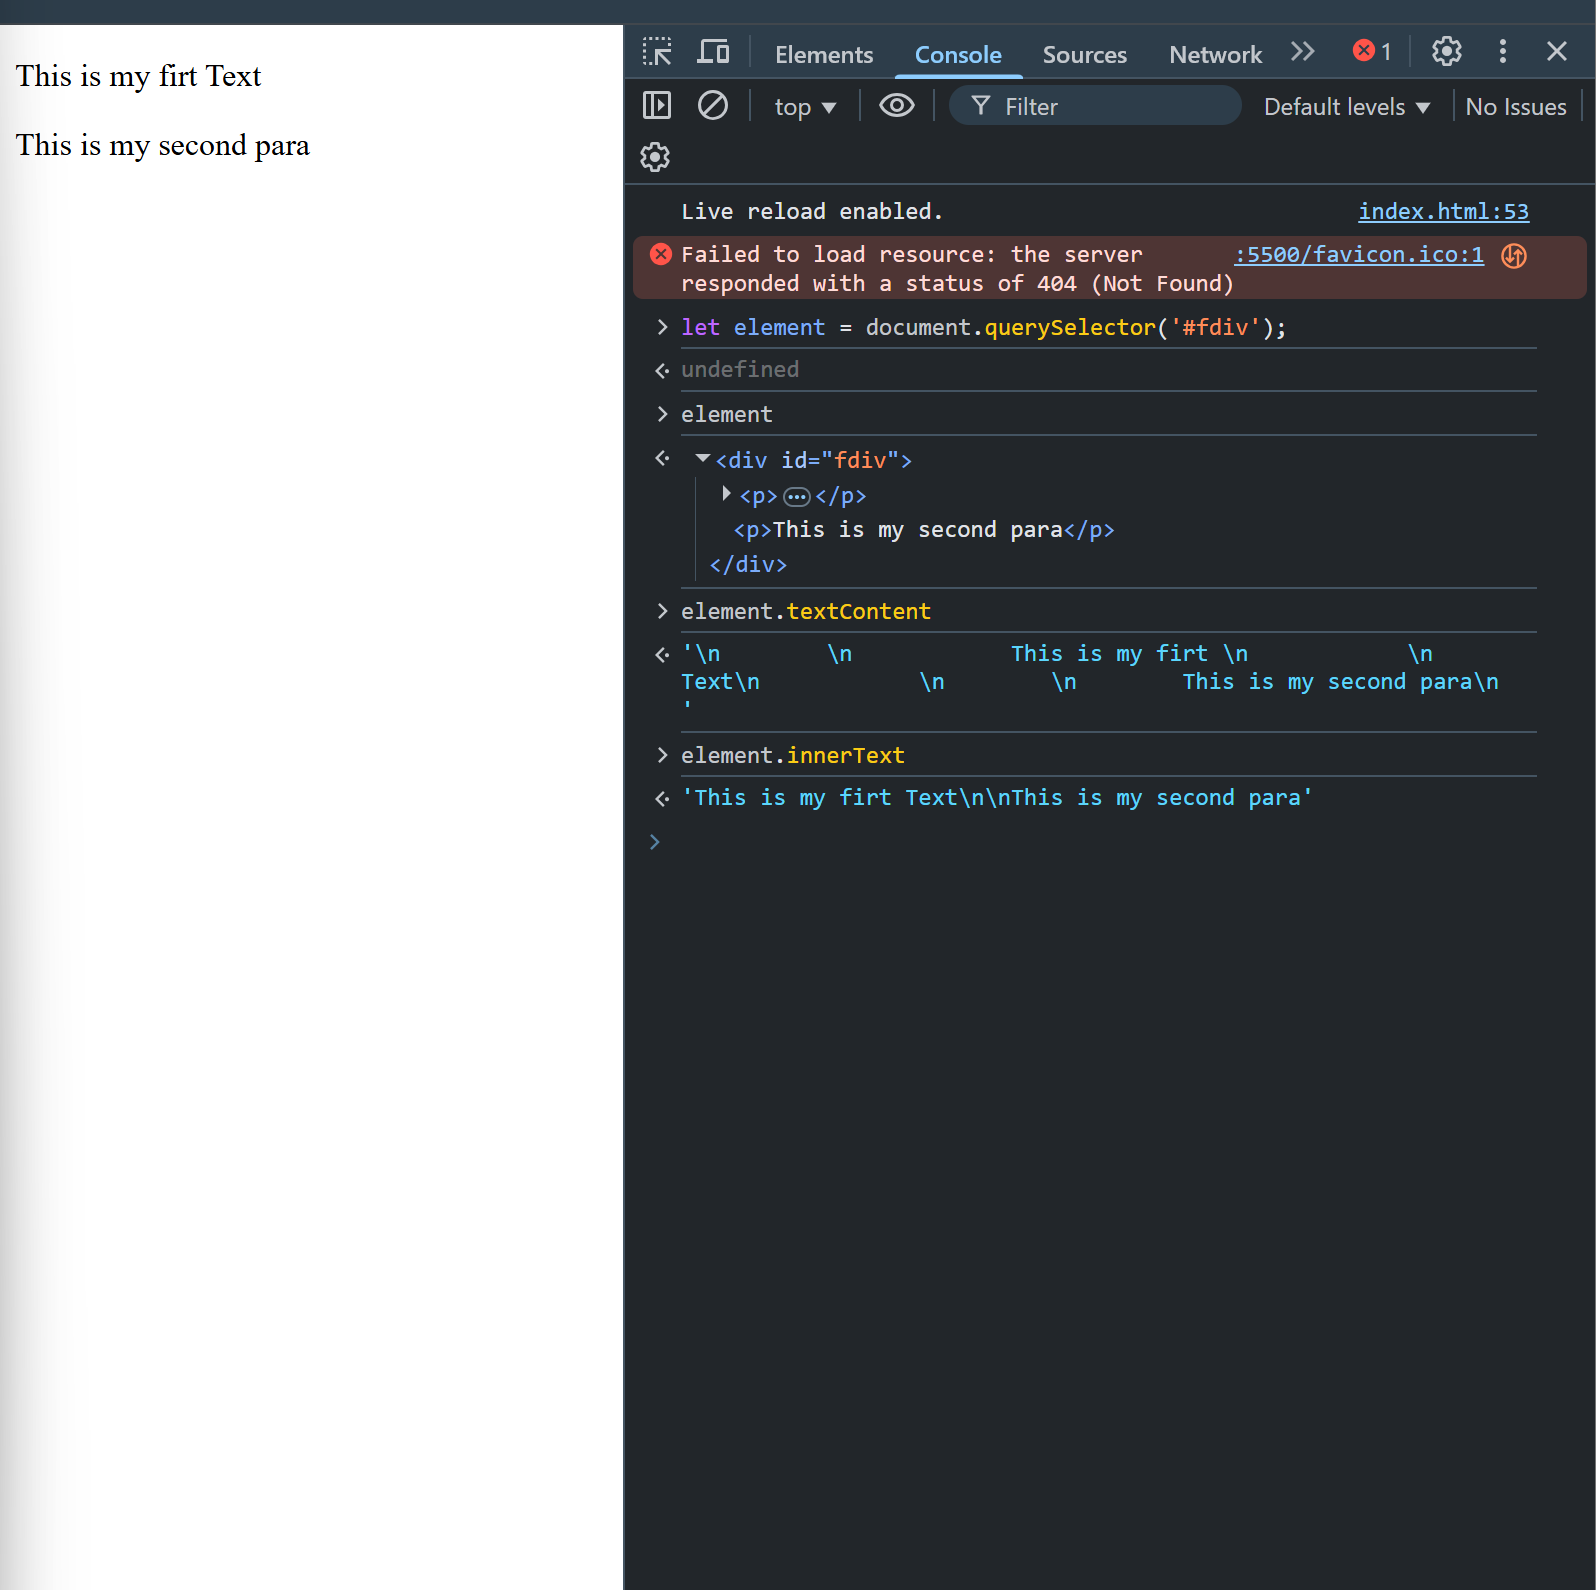 This is my firt Text
This is my second para
Elements Console Sources Network 1
top Filter Default levels No Issues
Live reload enabled. index.html:53
Failed to load resource: the server :5500/favicon.ico:1
responded with a status of 404 (Not Found)
let element = document.querySelector('#fdiv');
undefined
element
<div id="fdiv">
<p>…</p>
<p>This is my second para</p>
</div>
element.textContent
'\n        \n            This is my firt \n            \n
Text\n            \n        \n        This is my second para\n
'
element.innerText
'This is my firt Text\n\nThis is my second para'